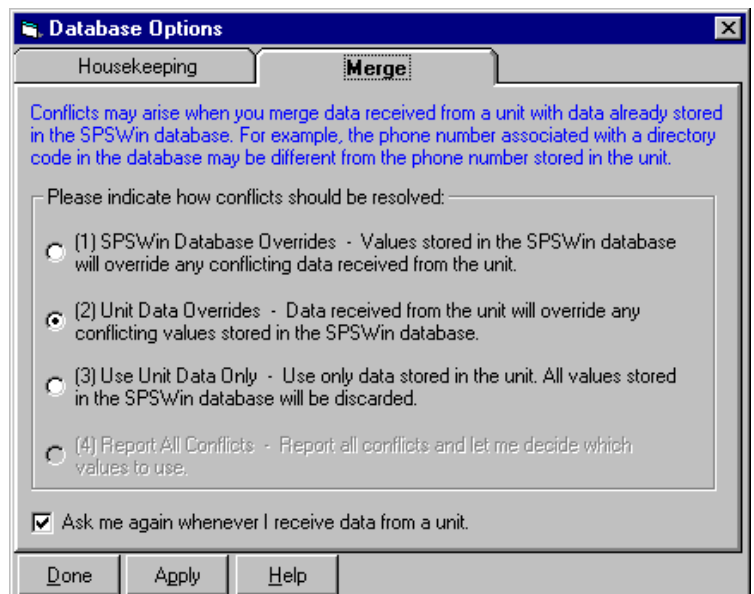 Database Options
Housekeeping
Merge
Conflicts may arise when you merge data received from a unit with data already stored
in the SPSWin database. For example, the phone number associated with a directory
code in the database may be different from the phone number stored in the unit.
Please indicate how conflicts should be resolved:
(1) SPSWin Database Overrides - Values stored in the SPSWin database
will override any conflicting data received from the unit.
(2) Unit Data Overrides - Data received from the unit will override any
conflicting values stored in the SPSWin database.
(3) Use Unit Data Only - Use only data stored in the unit. All values stored
in the SPSWin database will be discarded.
(4) Report All Conflicts - Report all conflicts and let me decide which
values to use.
Ask me again whenever I receive data from a unit.
Done
Apply
Help